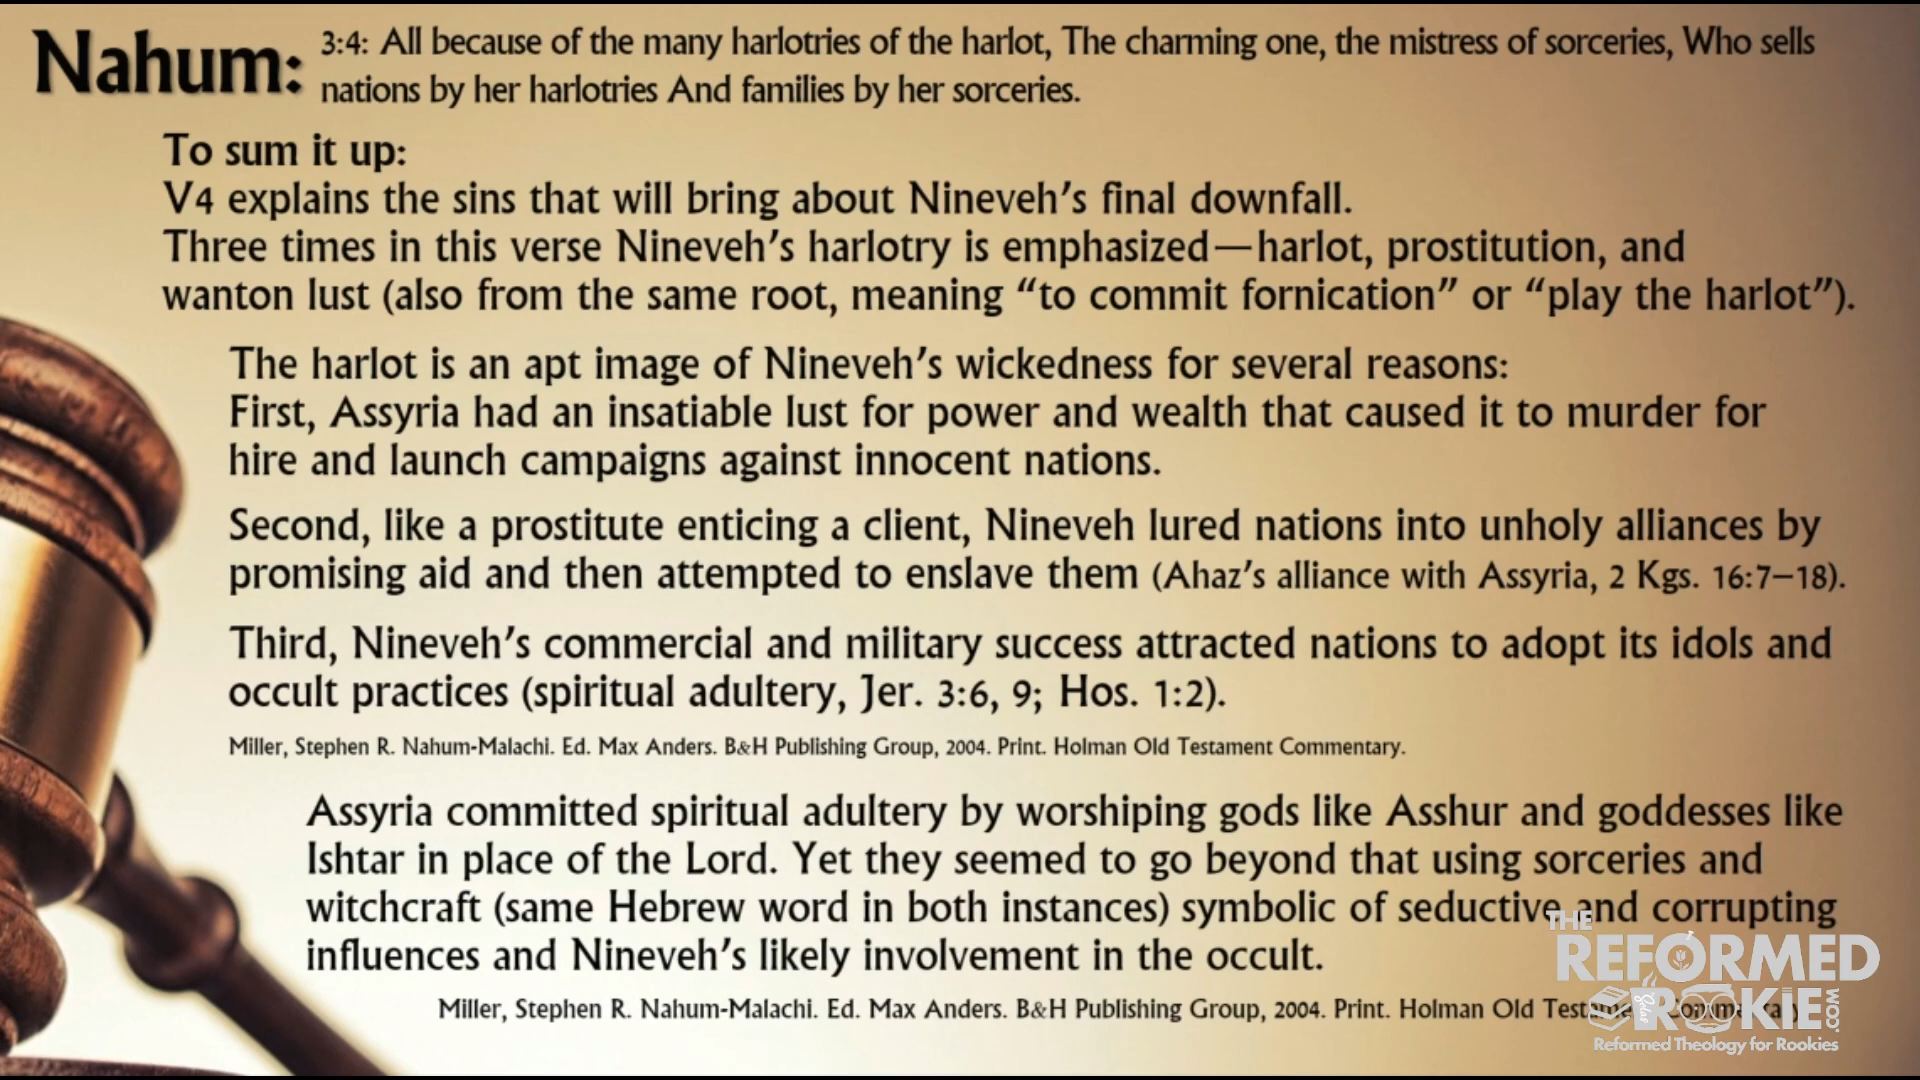 Nahum:
3:4: All because of the many harlotries of the harlot, The charming one, the mistress of sorceries, Who sells
nations by her harlotries And families by her sorceries.
To sum it up:
V4 explains the sins that will bring about Nineveh’s final downfall.
Three times in this verse Nineveh’s harlotry is emphasized—harlot, prostitution, and
wanton lust (also from the same root, meaning “to commit fornication” or “play the harlot”).
The harlot is an apt image of Nineveh’s wickedness for several reasons:
First, Assyria had an insatiable lust for power and wealth that caused it to murder for
hire and launch campaigns against innocent nations.
Second, like a prostitute enticing a client, Nineveh lured nations into unholy alliances by
promising aid and then attempted to enslave them (Ahaz’s alliance with Assyria, 2 Kgs. 16:7–18).
Third, Nineveh’s commercial and military success attracted nations to adopt its idols and
occult practices (spiritual adultery, Jer. 3:6, 9; Hos. 1:2).
Miller, Stephen R. Nahum-Malachi. Ed. Max Anders. B&H Publishing Group, 2004. Print. Holman Old Testament Commentary.
Assyria committed spiritual adultery by worshiping gods like Asshur and goddesses like
Ishtar in place of the Lord. Yet they seemed to go beyond that using sorceries and
witchcraft (same Hebrew word in both instances) symbolic of seductive and corrupting
influences and Nineveh’s likely involvement in the occult.
Miller, Stephen R. Nahum-Malachi. Ed. Max Anders. B&H Publishing Group, 2004. Print. Holman Old Testament Commentary.
THE
REFORMED
ROOKIE
.COM
Reformed Theology for Rookies